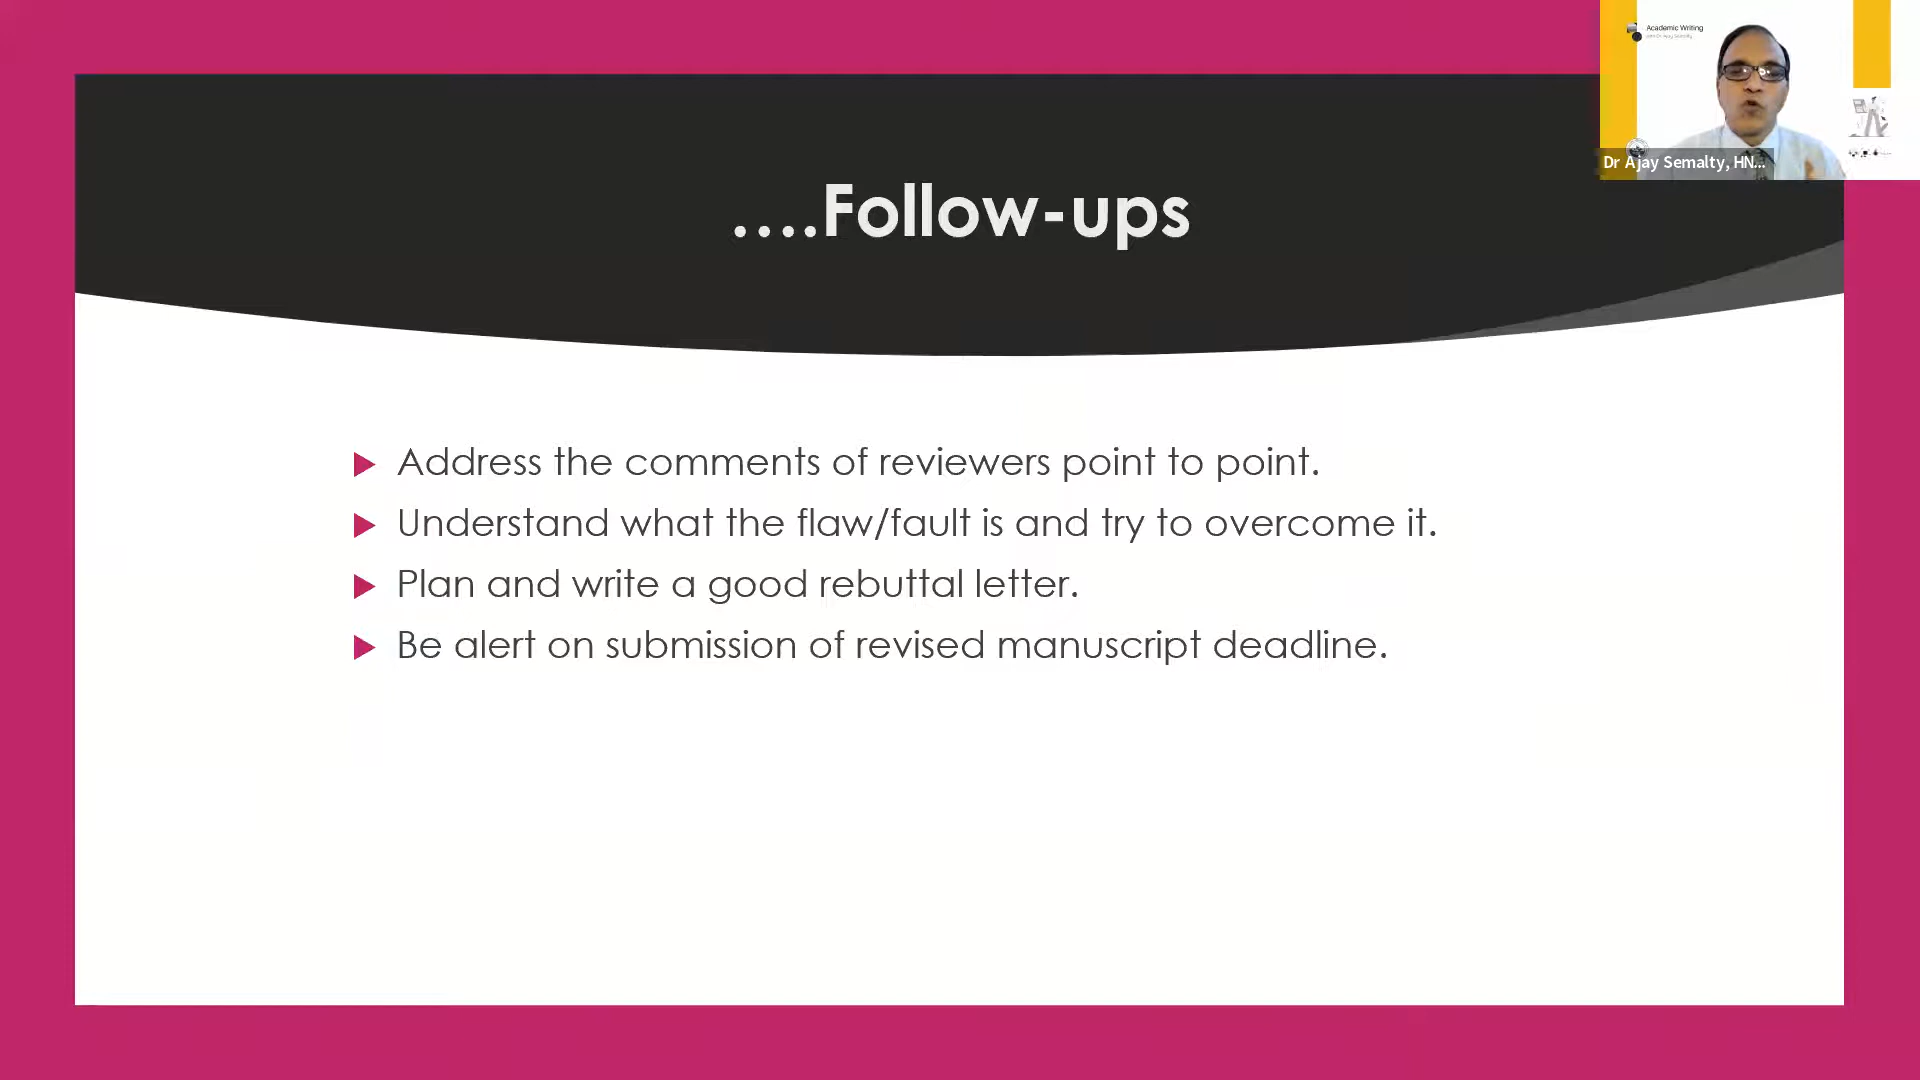 Academic Writing
Dr Ajay Semalty, HN...
....Follow-ups
Address the comments of reviewers point to point.
Understand what the flaw/fault is and try to overcome it.
Plan and write a good rebuttal letter.
Be alert on submission of revised manuscript deadline.